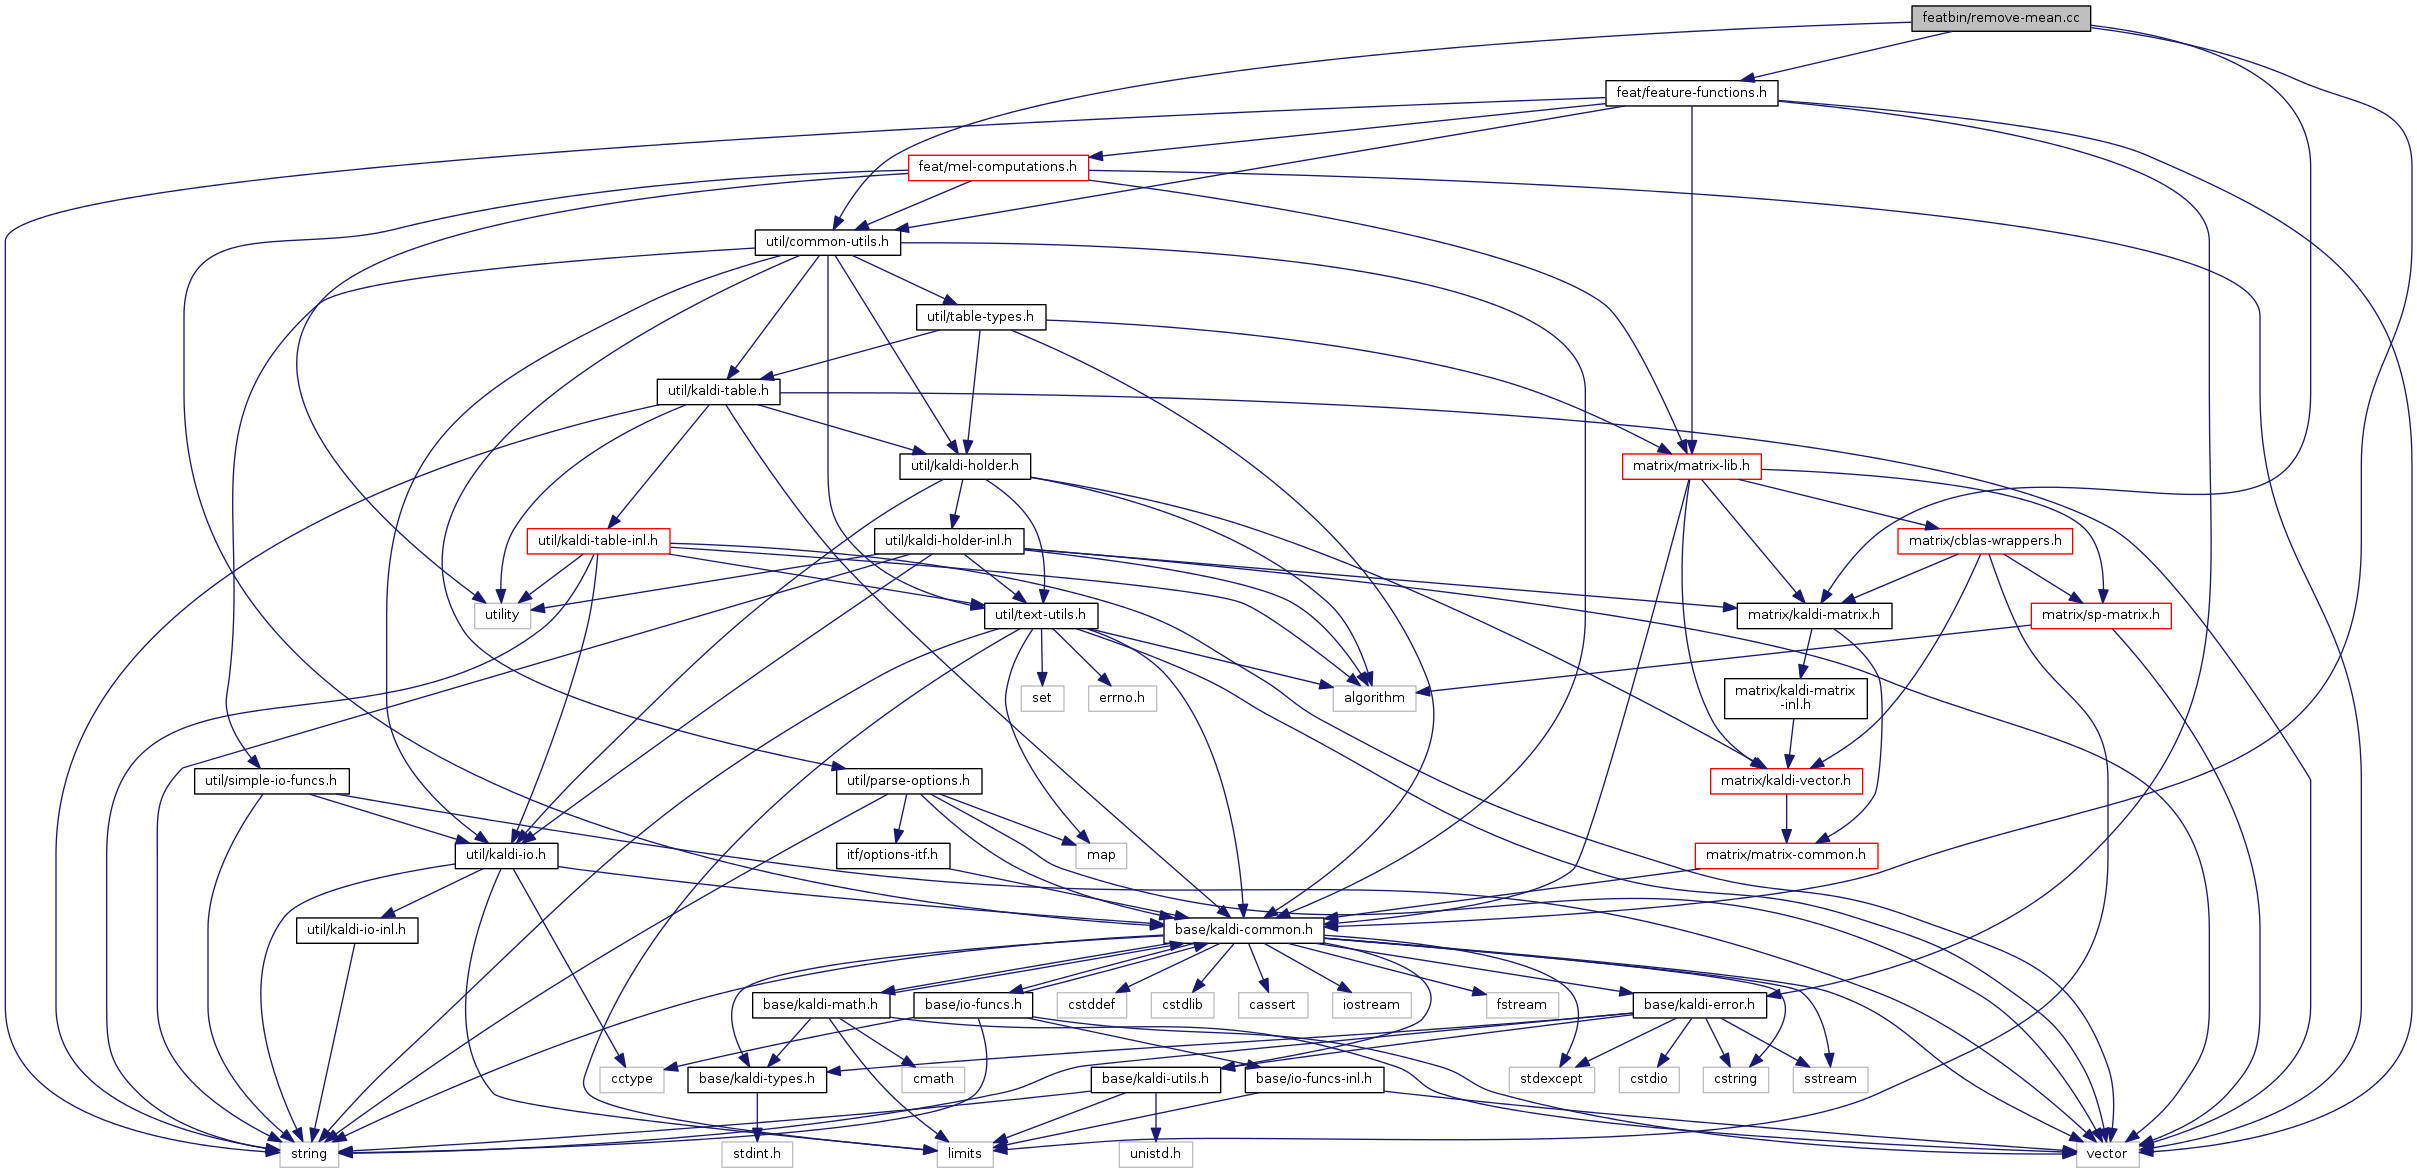 featbin/remove-mean.cc
feat/feature-functions.h
feat/mel-computations.h
util/common-utils.h
util/table-types.h
util/kaldi-table.h
util/kaldi-holder.h
matrix/matrix-lib.h
util/kaldi-table-inl.h
util/kaldi-holder-inl.h
matrix/cblas-wrappers.h
utility
util/text-utils.h
matrix/kaldi-matrix.h
matrix/sp-matrix.h
set
errno.h
algorithm
matrix/kaldi-matrix
-inl.h
util/simple-io-funcs.h
util/parse-options.h
matrix/kaldi-vector.h
util/kaldi-io.h
itf/options-itf.h
map
matrix/matrix-common.h
util/kaldi-io-inl.h
base/kaldi-common.h
base/kaldi-math.h
base/io-funcs.h
cstddef
cstdlib
cassert
iostream
fstream
base/kaldi-error.h
cctype
base/kaldi-types.h
cmath
base/kaldi-utils.h
base/io-funcs-inl.h
stdexcept
cstdio
cstring
sstream
string
stdint.h
limits
unistd.h
vector